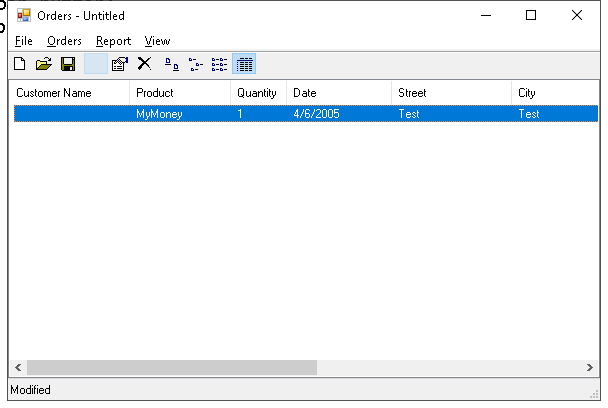 Orders - Untitled
File Orders Report View
Customer Name Product Quantity Date Street City
MyMoney 1 4/6/2005 Test Test
Modified